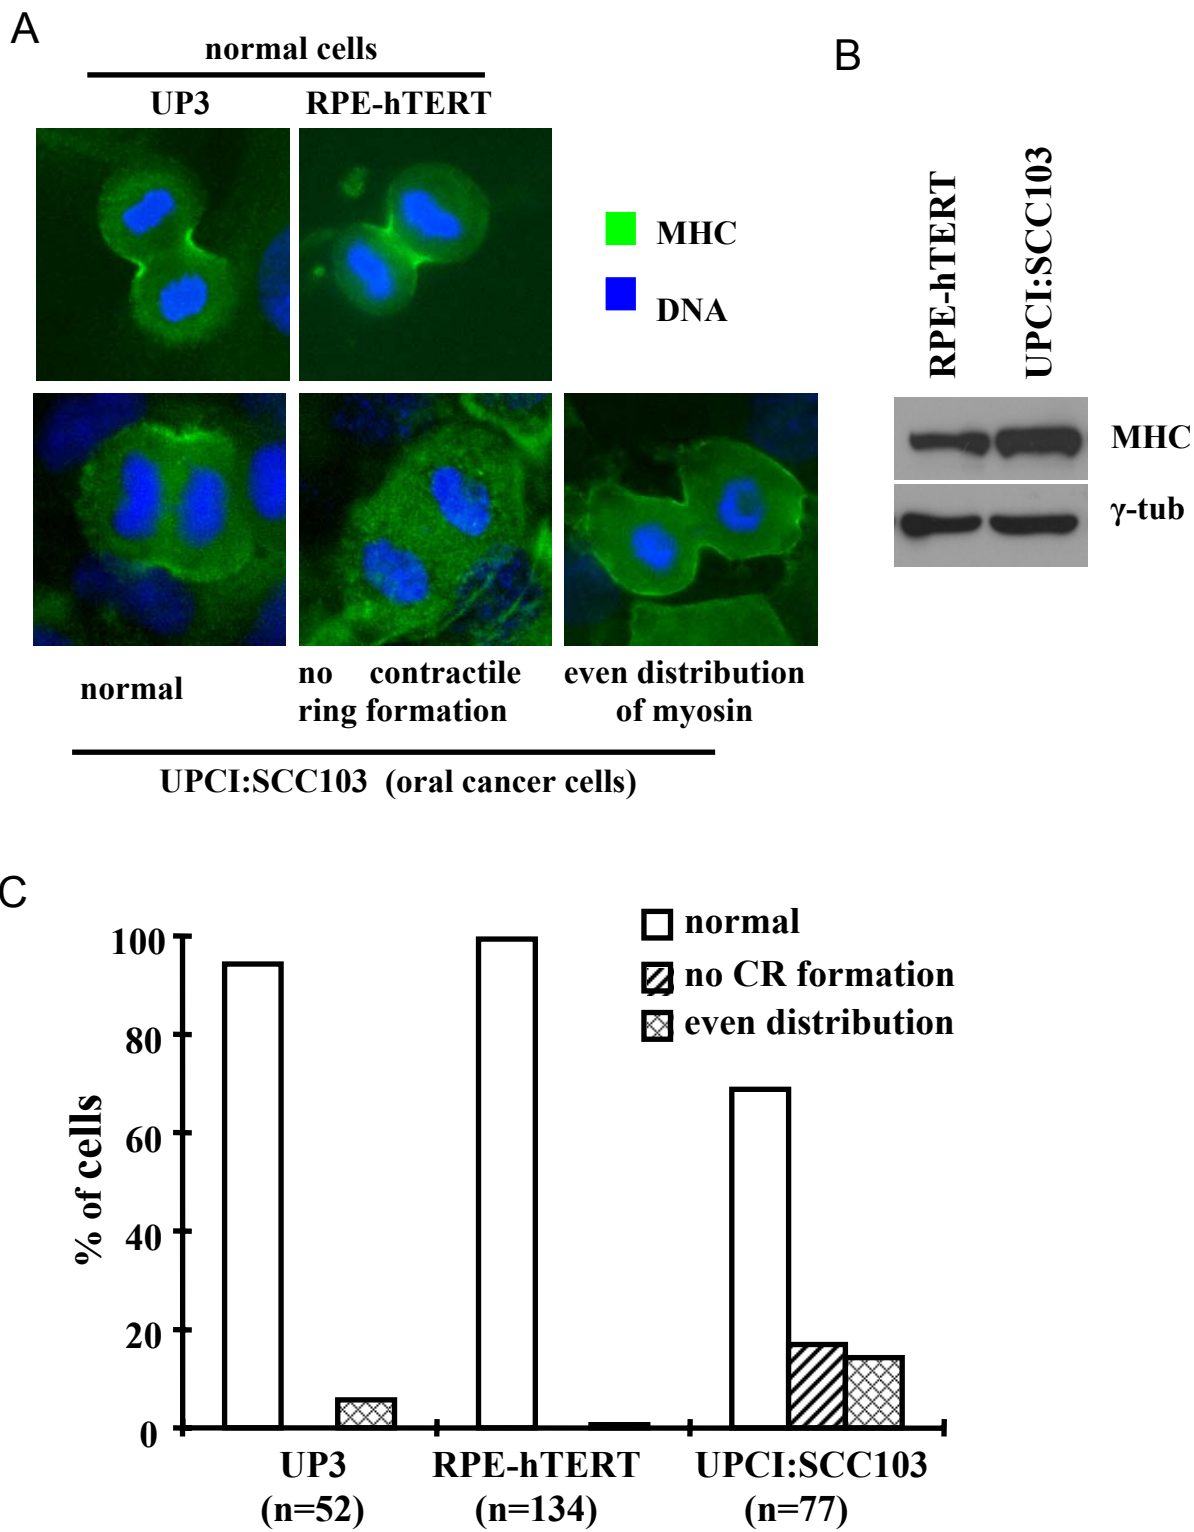 A
normal cells
UP3 RPE-hTERT
MHC
DNA
normal
no contractile
ring formation
even distribution
of myosin
UPCI:SCC103 (oral cancer cells)
B
RPE-hTERT
UPCI:SCC103
MHC
γ-tub
C
normal
no CR formation
even distribution
% of cells
100
80
60
40
20
0
UP3 RPE-hTERT UPCI:SCC103
(n=52) (n=134) (n=77)